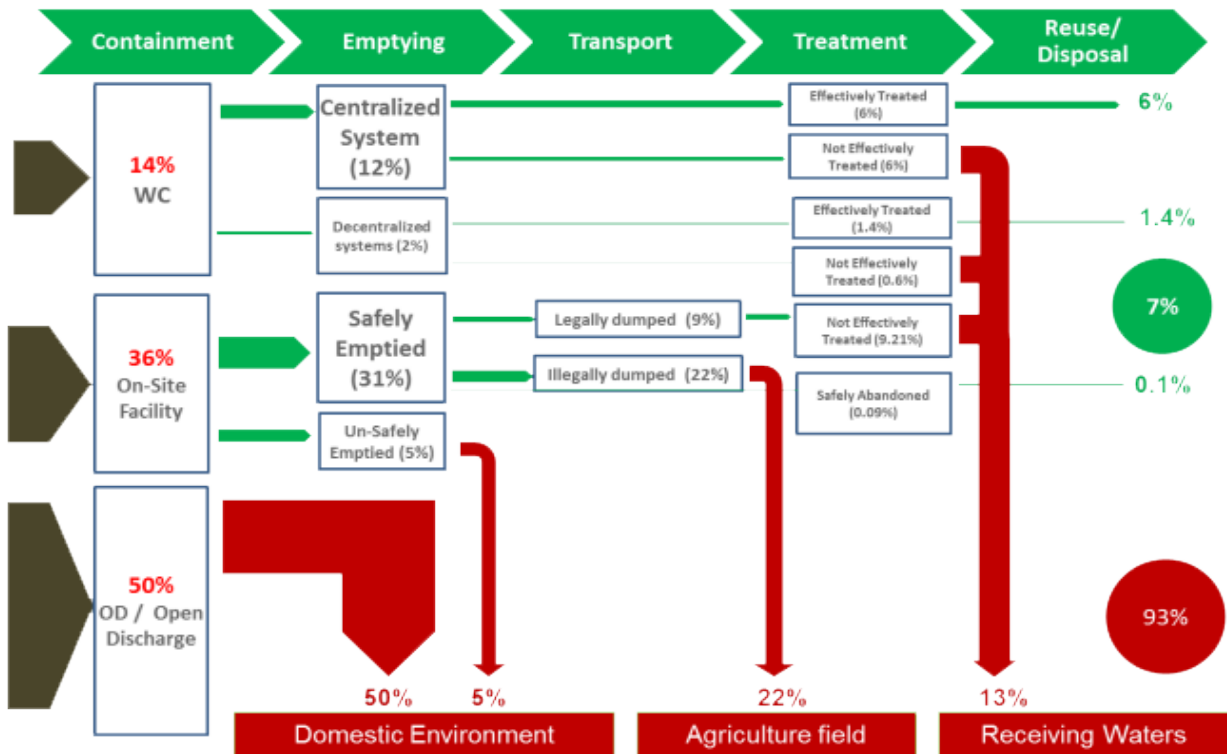 Containment
Emptying
Transport
Treatment
Reuse/
Disposal
14%
WC
Centralized
System
(12%)
Decentralized
systems (2%)
Effectively Treated
(6%)
Not Effectively
Treated (6%)
Effectively Treated
(1.4%)
Not Effectively
Treated (0.6%)
6%
1.4%
7%
36%
On-Site
Facility
Safely
Emptied
(31%)
Un-Safely
Emptied (5%)
Legally dumped (9%)
Illegally dumped (22%)
Not Effectively
Treated (9.21%)
Safely Abandoned
(0.09%)
0.1%
50%
OD / Open
Discharge
93%
50%
5%
22%
13%
Domestic Environment
Agriculture field
Receiving Waters